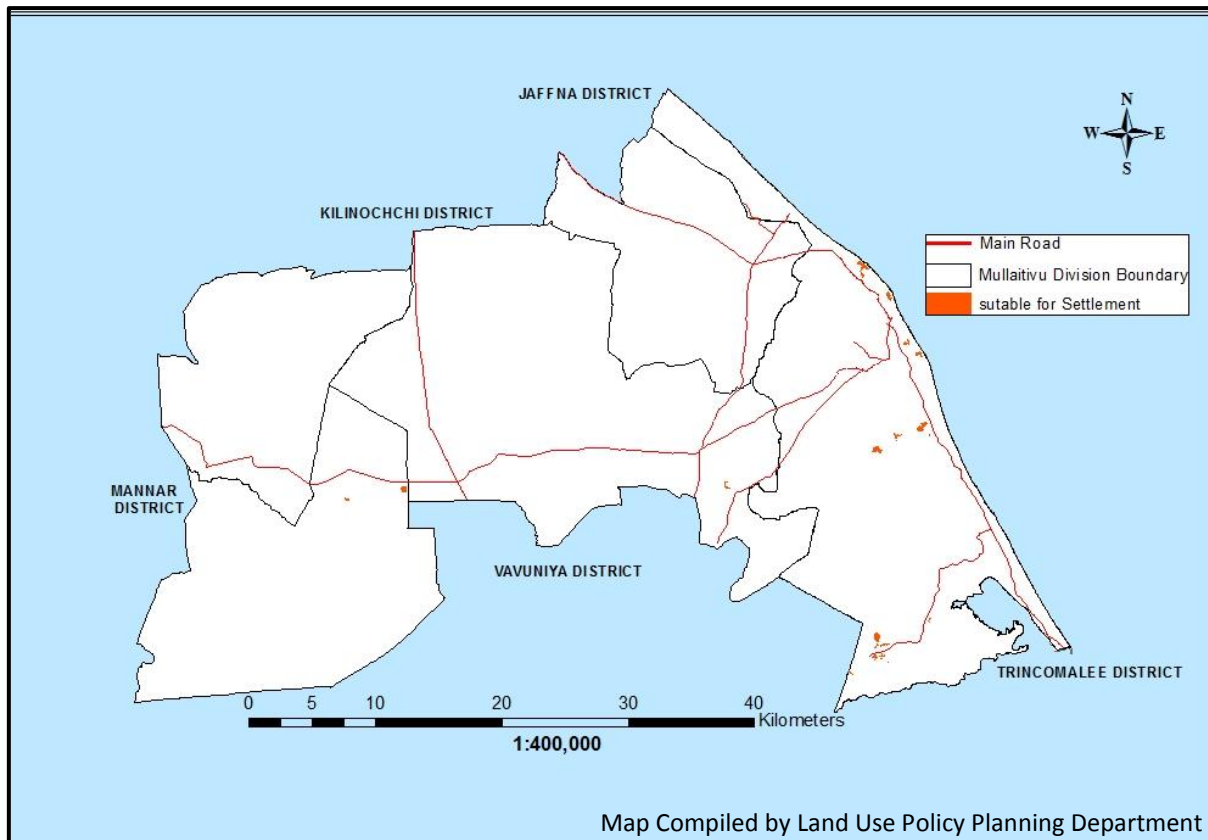 JAFFNA DISTRICT
N
W E
S
KILINOCHCHI DISTRICT
Main Road
Mullaitivu Division Boundary
sutable for Settlement
MANNAR
DISTRICT
VAVUNIYA DISTRICT
TRINCOMALEE DISTRICT
0 5 10 20 30 40
Kilometers
1:400,000
Map Compiled by Land Use Policy Planning Department